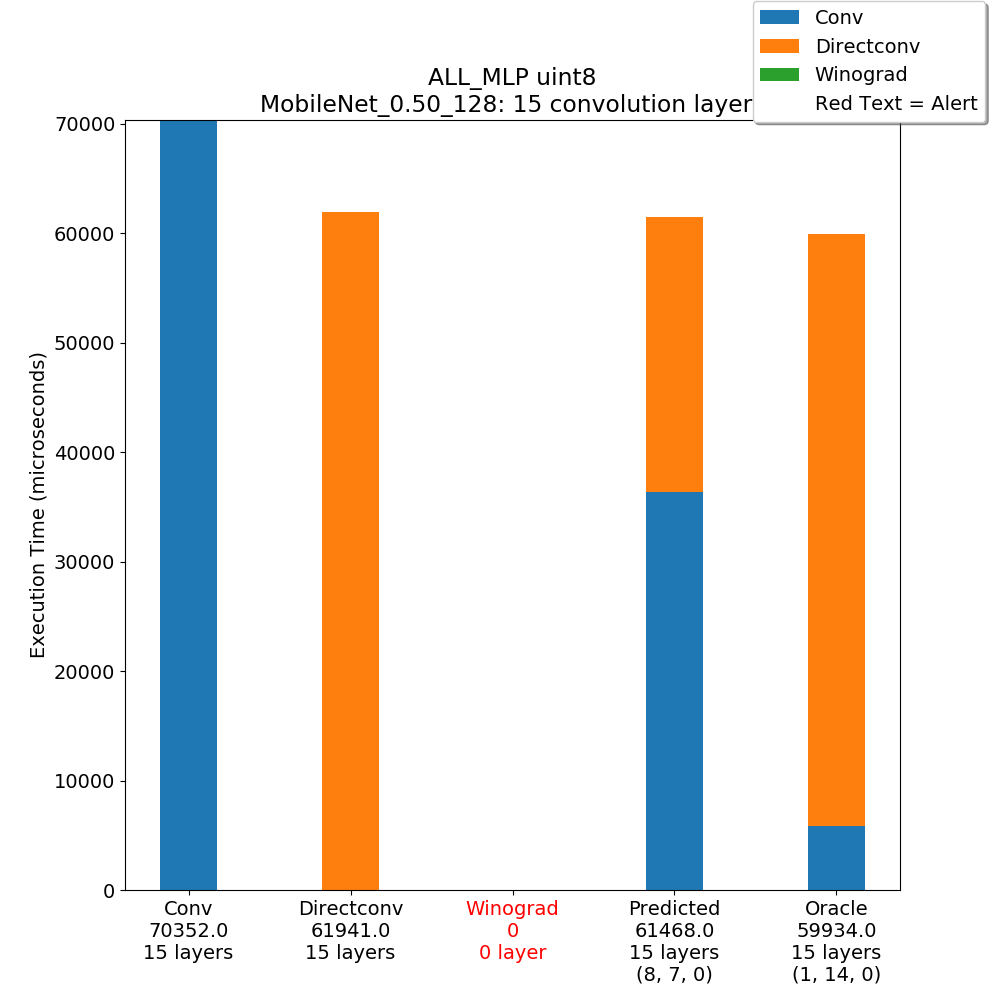 Conv
Directconv
Winograd
Red Text = Alert
ALL_MLP uint8
MobileNet_0.50_128: 15 convolution layer
Execution Time (microseconds)
70000
60000
50000
40000
30000
20000
10000
0
Conv
70352.0
15 layers
Directconv
61941.0
15 layers
Winograd
0
0 layer
Predicted
61468.0
15 layers
(8, 7, 0)
Oracle
59934.0
15 layers
(1, 14, 0)